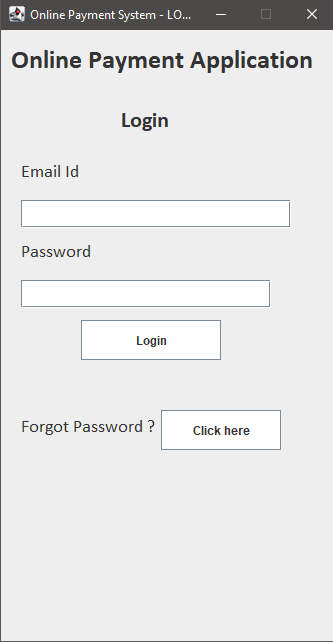 Online Payment System - LO...
Online Payment Application
Login
Email Id
Password
Login
Forgot Password ? Click here